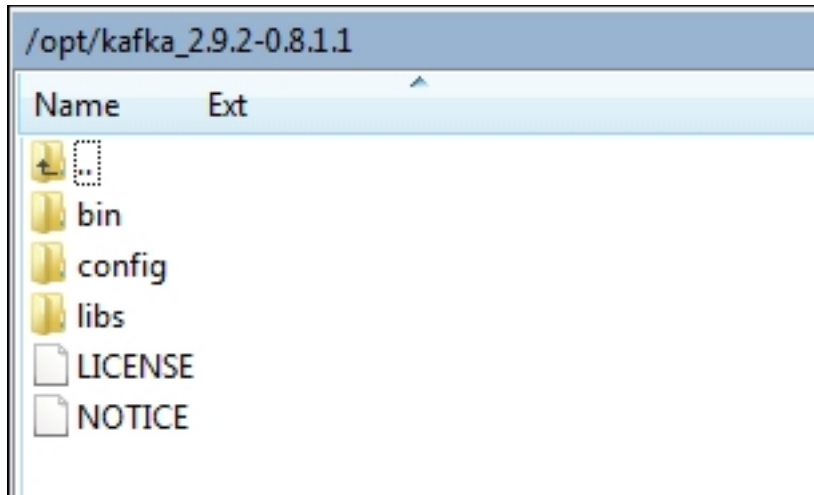 /opt/kafka_2.9.2-0.8.1.1
Name Ext
..
bin
config
libs
LICENSE
NOTICE